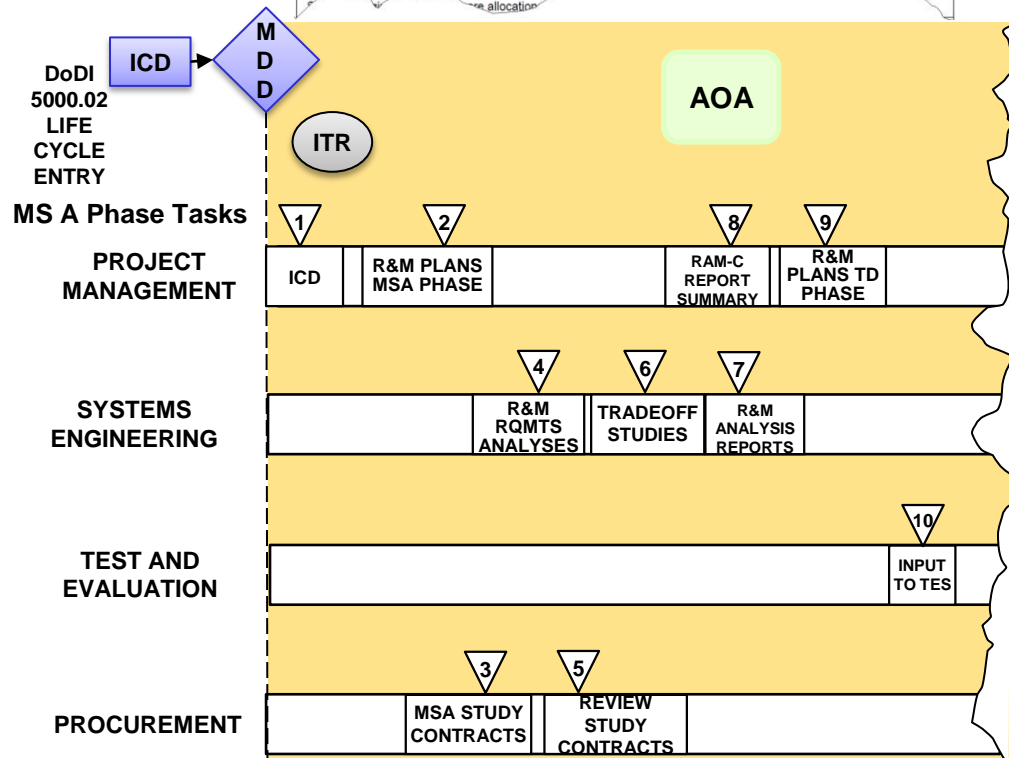 re allocation
M
D
D
ICD
DoDI
5000.02
LIFE
CYCLE
ENTRY
ITR
AOA
MS A Phase Tasks
1
2
8
9
PROJECT
MANAGEMENT
ICD
R&M PLANS
MSA PHASE
RAM-C
REPORT
SUMMARY
R&M
PLANS TD
PHASE
4
6
7
SYSTEMS
ENGINEERING
R&M
RQMTS
ANALYSES
TRADEOFF
STUDIES
R&M
ANALYSIS
REPORTS
10
TEST AND
EVALUATION
INPUT
TO TES
3
5
PROCUREMENT
MSA STUDY
CONTRACTS
REVIEW
STUDY
CONTRACTS